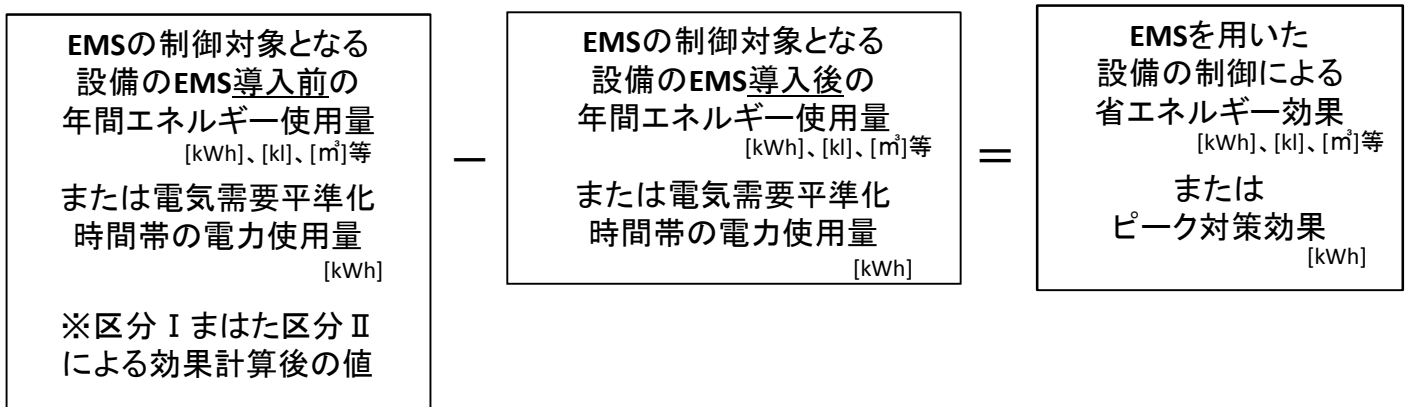 EMSの制御対象となる
設備のEMS導入前の
年間エネルギー使用量
[kWh]、[kl]、[㎥]等
または電気需要平準化
時間帯の電力使用量
[kWh]
※区分Ⅰまはた区分Ⅱ
による効果計算後の値
－
EMSの制御対象となる
設備のEMS導入後の
年間エネルギー使用量
[kWh]、[kl]、[㎥]等
または電気需要平準化
時間帯の電力使用量
[kWh]
＝
EMSを用いた
設備の制御による
省エネルギー効果
[kWh]、[kl]、[㎥]等
または
ピーク対策効果
[kWh]